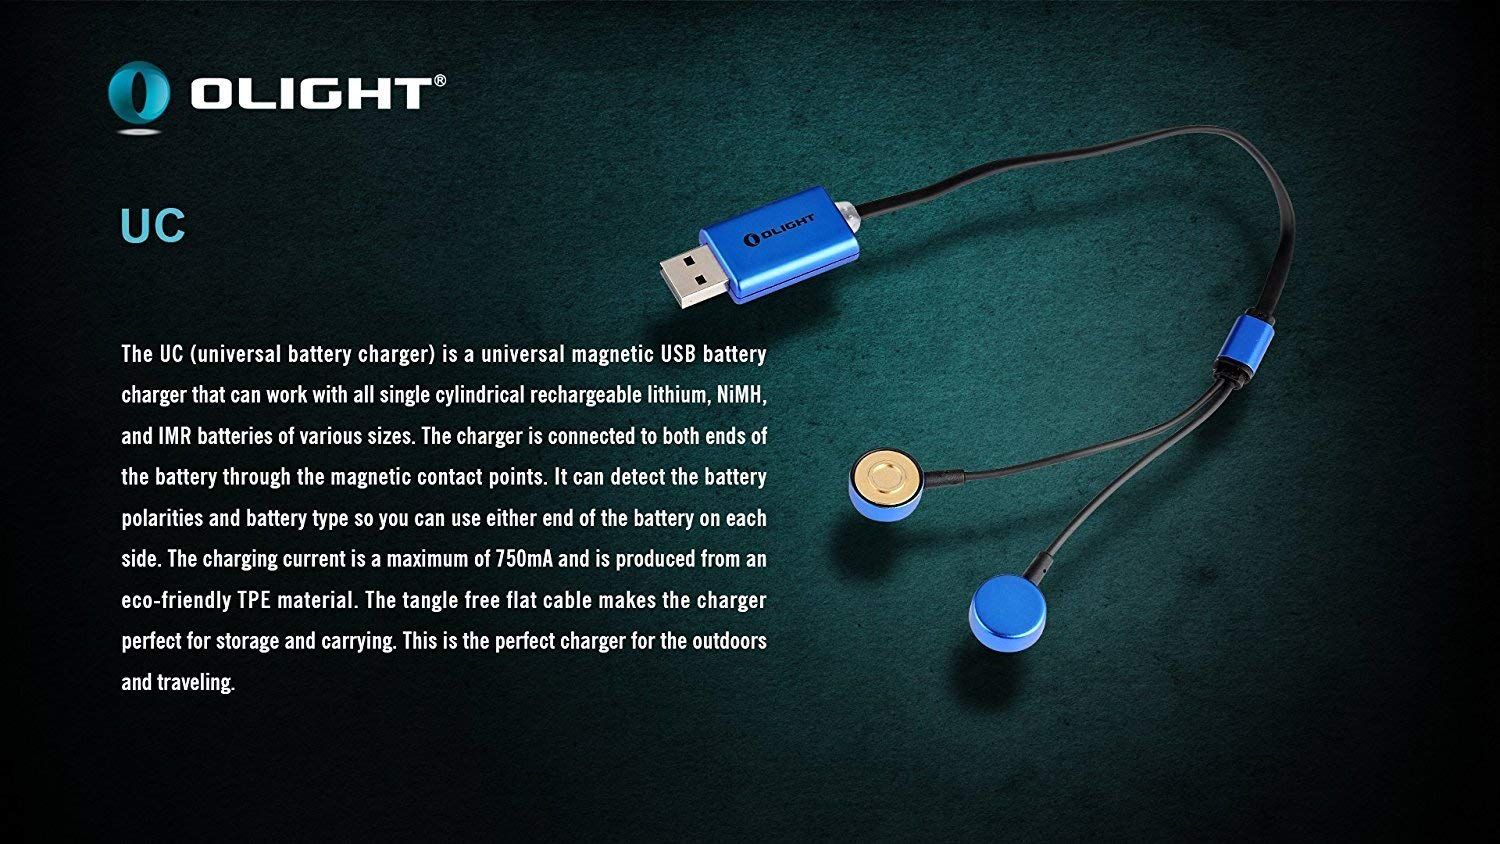 OLIGHT®
UC
OLIGHT
The UC (universal battery charger) is a universal magnetic USB battery
charger that can work with all single cylindrical rechargeable lithium, NiMH,
and IMR batteries of various sizes. The charger is connected to both ends of
the battery through the magnetic contact points. It can detect the battery
polarities and battery type so you can use either end of the battery on each
side. The charging current is a maximum of 750mA and is produced from an
eco-friendly TPE material. The tangle free flat cable makes the charger
perfect for storage and carrying. This is the perfect charger for the outdoors
and traveling.